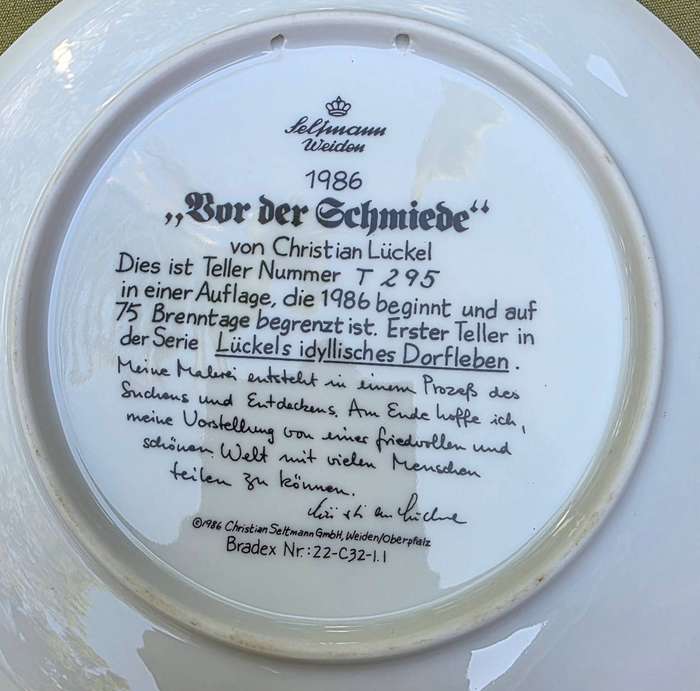 Seltmann
Weiden
1986
„Vor der Schmiede“
von Christian Lückel
Dies ist Teller Nummer T 295
in einer Auflage, die 1986 beginnt und auf
75 Brenntage begrenzt ist. Erster Teller in
der Serie Lückels idyllisches Dorfleben.
Meine Malerei entsteht in einem Prozeß des
Suchens und Entdeckens. Am Ende hoffe ich,
meine Vorstellung von einer friedvollen und
schönen Welt mit vielen Menschen
teilen zu können.
Christian Lückel
©1986 Christian Seltmann GmbH, Weiden/Oberpfalz
Bradex Nr.: 22-C32-1.1